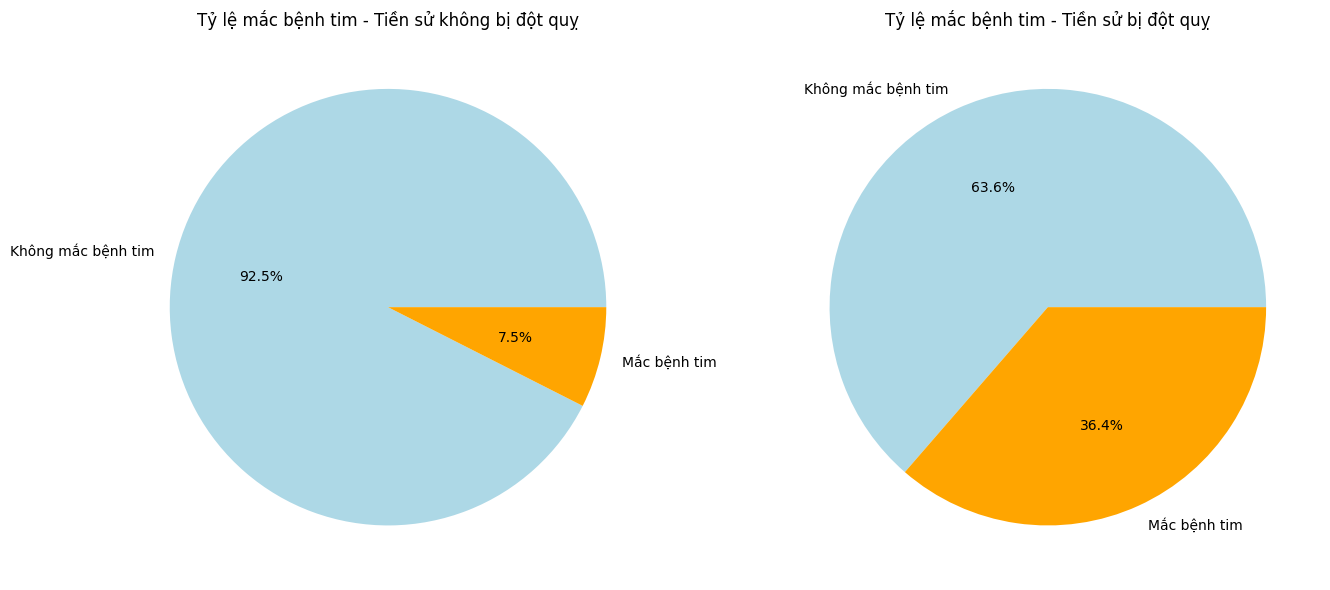 Tỷ lệ mắc bệnh tim - Tiền sử không bị đột quỵ
Không mắc bệnh tim
92.5%
7.5%
Mắc bệnh tim
Tỷ lệ mắc bệnh tim - Tiền sử bị đột quỵ
Không mắc bệnh tim
63.6%
36.4%
Mắc bệnh tim